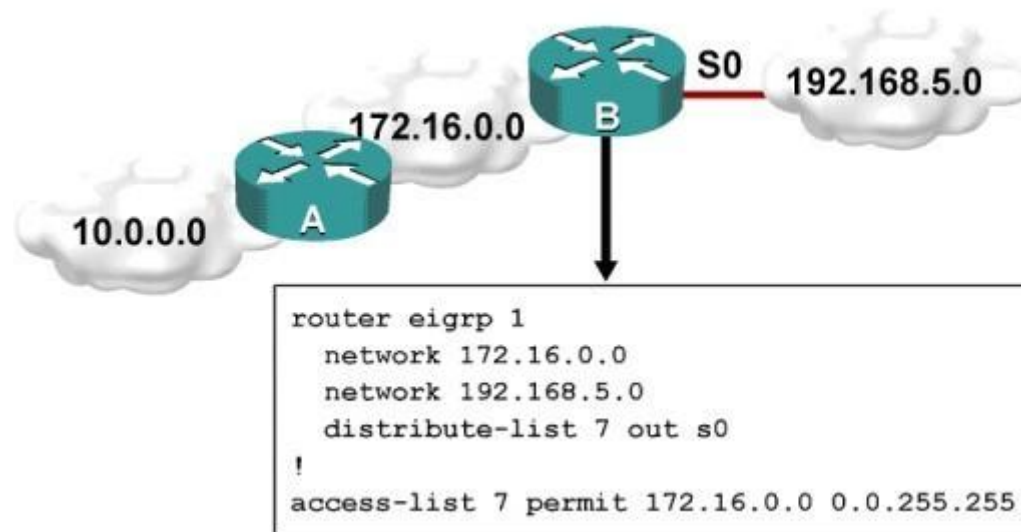 S0
192.168.5.0
B
172.16.0.0
A
10.0.0.0
router eigrp 1
  network 172.16.0.0
  network 192.168.5.0
  distribute-list 7 out s0
!
access-list 7 permit 172.16.0.0 0.0.255.255